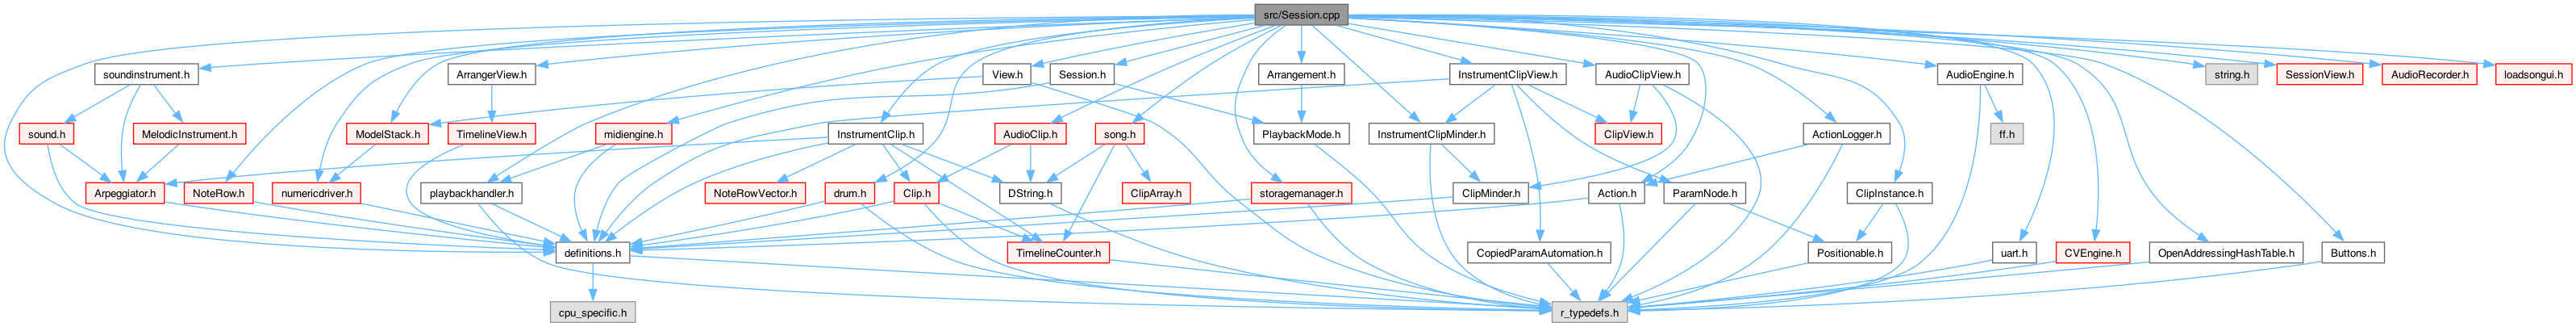 src/Session.cpp
soundinstrument.h
ArrangerView.h
View.h
Session.h
Arrangement.h
InstrumentClipView.h
AudioClipView.h
AudioEngine.h
string.h
SessionView.h
AudioRecorder.h
loadsongui.h
sound.h
MelodicInstrument.h
ModelStack.h
TimelineView.h
midiengine.h
InstrumentClip.h
AudioClip.h
song.h
PlaybackMode.h
InstrumentClipMinder.h
ClipView.h
ActionLogger.h
ff.h
Arpeggiator.h
NoteRow.h
numericdriver.h
playbackhandler.h
NoteRowVector.h
drum.h
Clip.h
DString.h
ClipArray.h
storagemanager.h
ClipMinder.h
Action.h
ParamNode.h
ClipInstance.h
definitions.h
TimelineCounter.h
CopiedParamAutomation.h
Positionable.h
uart.h
CVEngine.h
OpenAddressingHashTable.h
Buttons.h
cpu_specific.h
r_typedefs.h